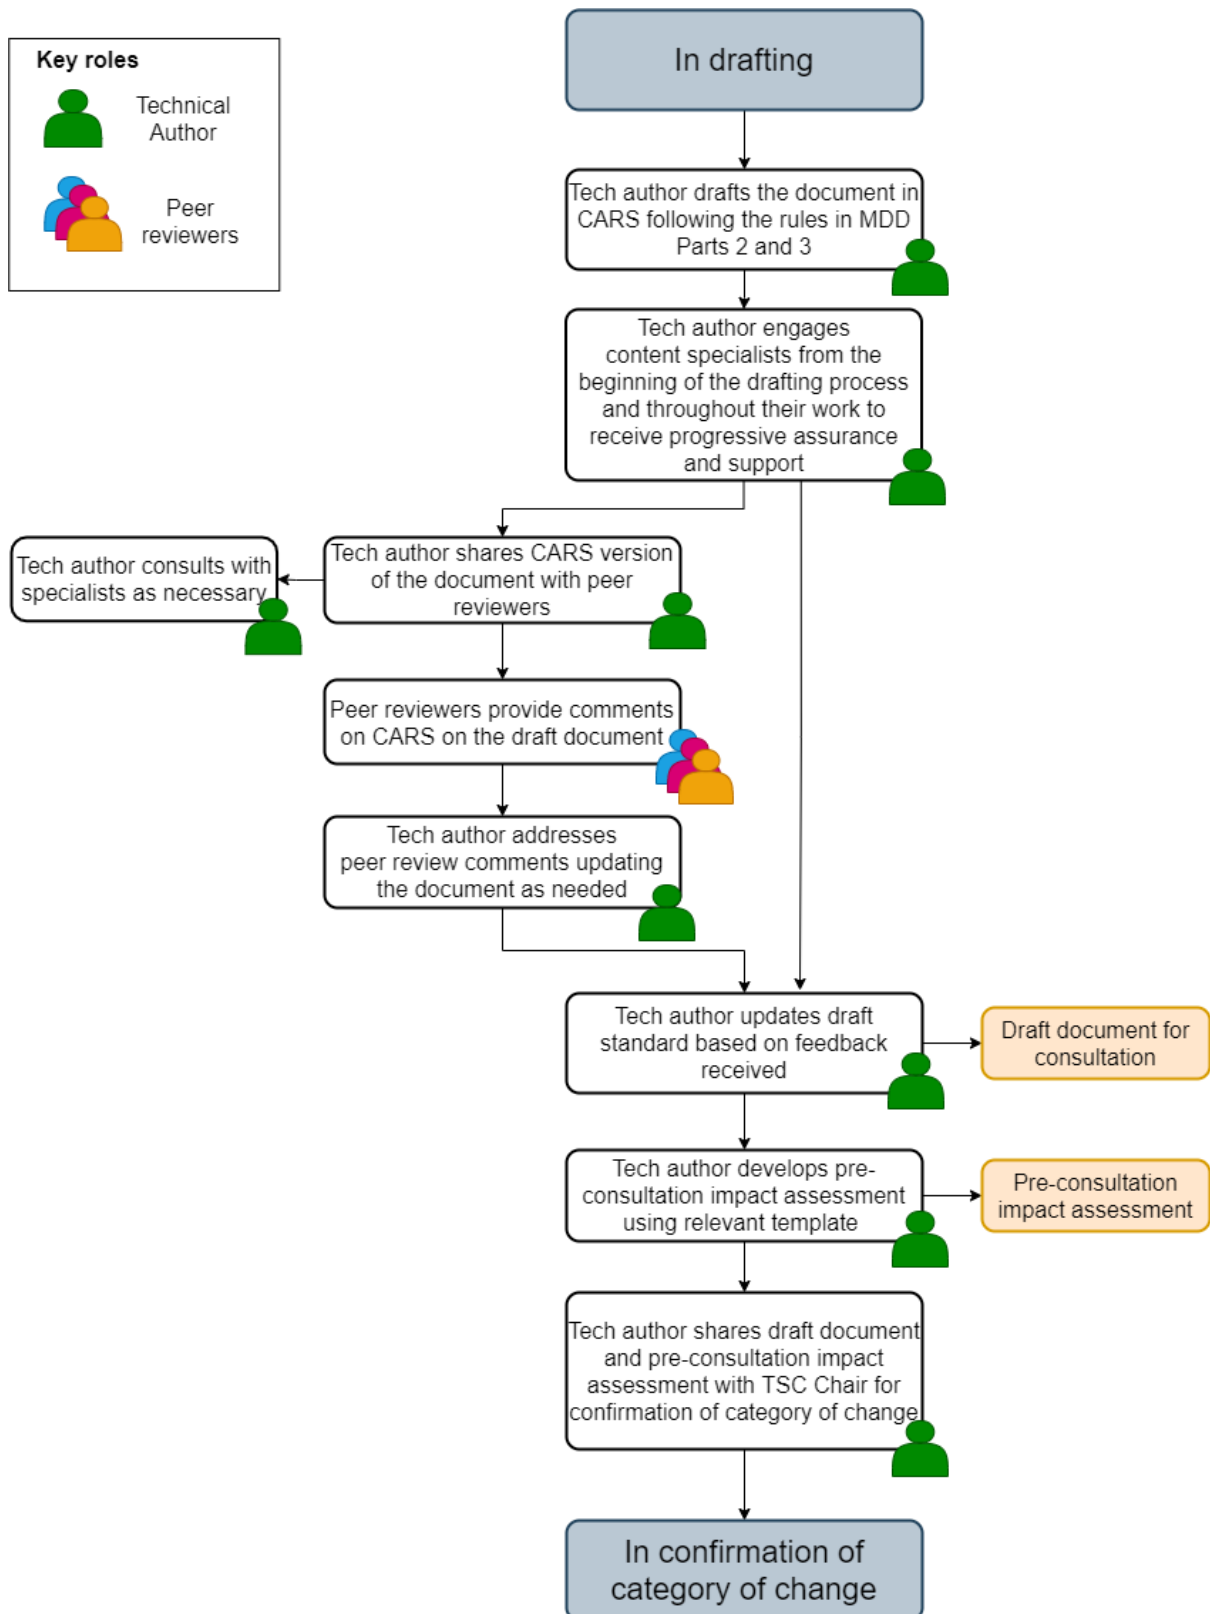 Key roles
Technical
Author
Peer
reviewers
In drafting
Tech author drafts the document in
CARS following the rules in MDD
Parts 2 and 3
Tech author engages
content specialists from the
beginning of the drafting process
and throughout their work to
receive progressive assurance
and support
Tech author consults with
specialists as necessary
Tech author shares CARS version
of the document with peer
reviewers
Peer reviewers provide comments
on CARS on the draft document
Tech author addresses
peer review comments updating
the document as needed
Tech author updates draft
standard based on feedback
received
Draft document for
consultation
Tech author develops pre-
consultation impact assessment
using relevant template
Pre-consultation
impact assessment
Tech author shares draft document
and pre-consultation impact
assessment with TSC Chair for
confirmation of category of change
In confirmation of
category of change